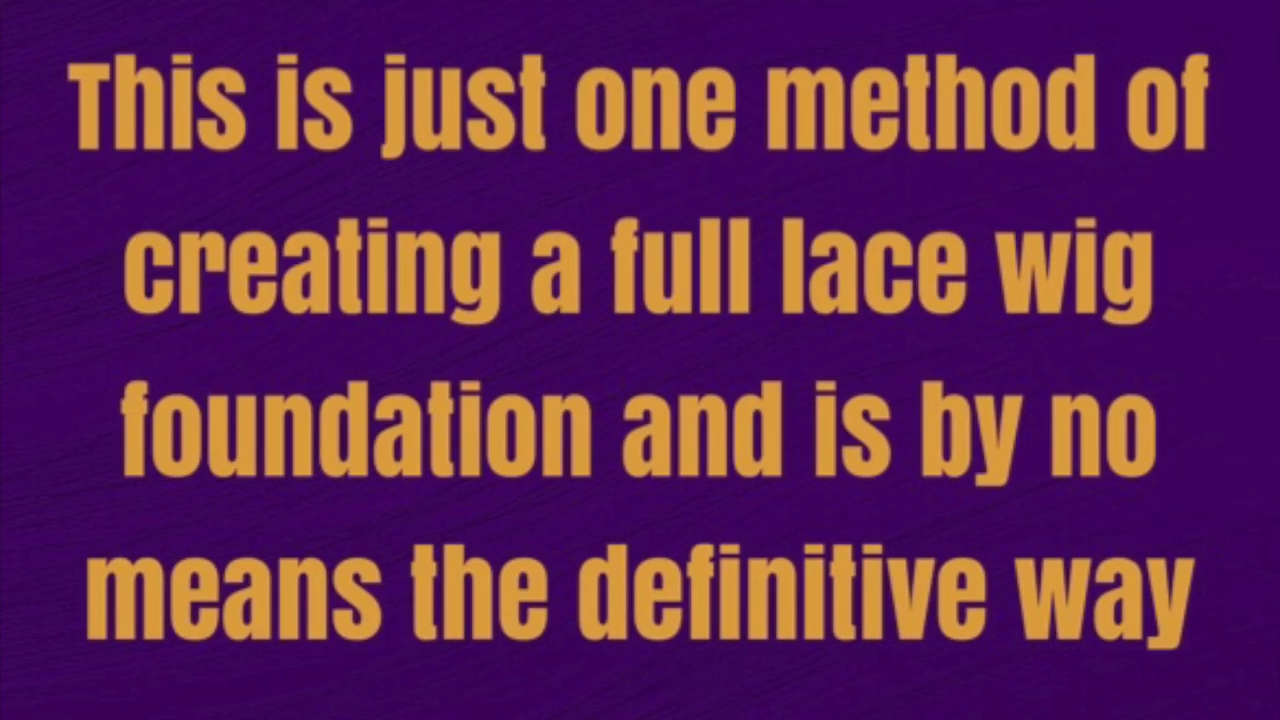 This is just one method of
creating a full lace wig
foundation and is by no
means the definitive way